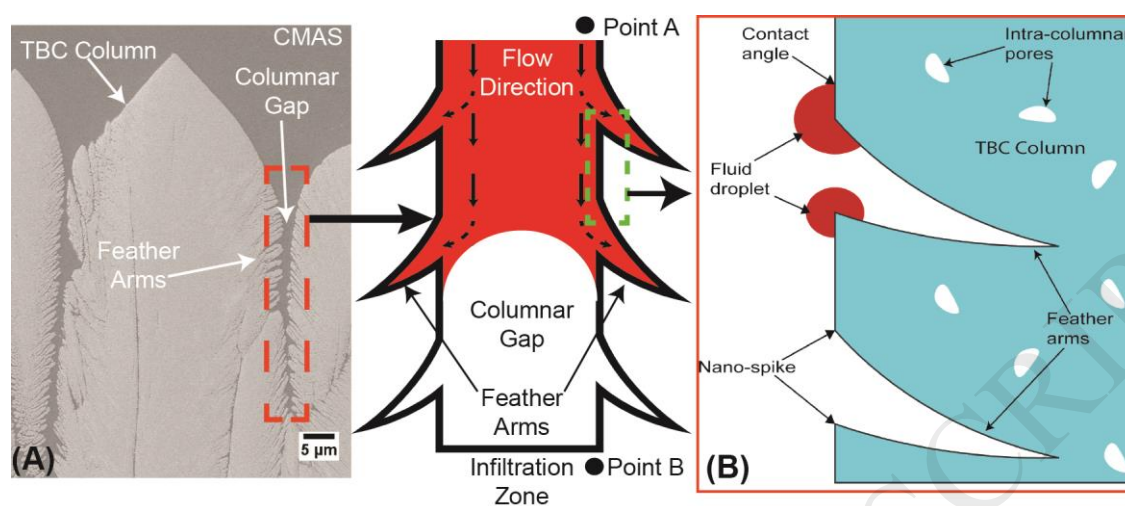 CMAS
TBC Column
Columnar
Gap
Feather
Arms
5 μm
(A)
Point A
Flow
Direction
Columnar
Gap
Feather
Arms
Infiltration
Zone
Point B
Contact
angle
Intra-columnar
pores
TBC Column
Fluid
droplet
Feather
arms
Nano-spike
(B)